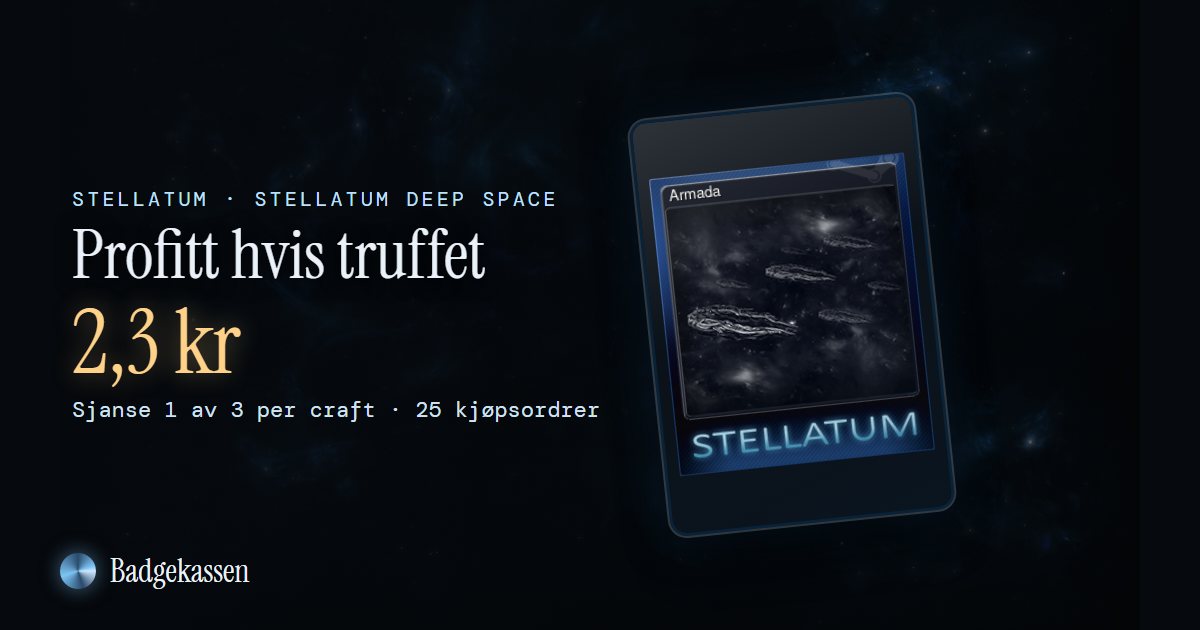 STELLATUM · STELLATUM DEEP SPACE
Profitt hvis truffet
2,3 kr
Sjanse 1 av 3 per craft · 25 kjøpsordrer
Armada
STELLATUM
Badgekassen